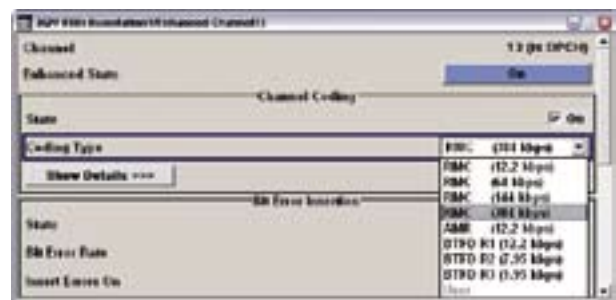 Channel 13 (in DPCH)
Enhanced State On
Channel Coding
State On
Coding Type RMC (384 kbps)
Show Details >>>
RMC (12.2 kbps)
RMC (64 kbps)
RMC (144 kbps)
RMC (384 kbps)
AMR (12.2 kbps)
BTFD R1 (12.2 kbps)
BTFD R2 (7.95 kbps)
BTFD R3 (1.95 kbps)
User
Bit Error Insertion
State
Bit Error Rate
Insert Errors On